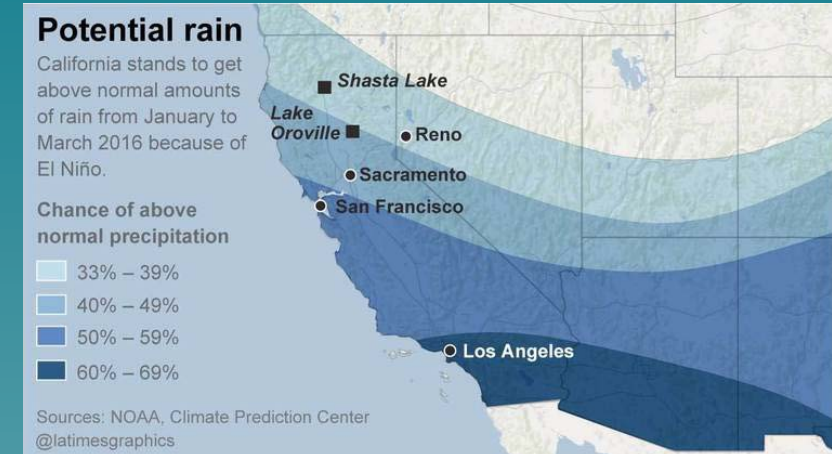 Potential rain
California stands to get
above normal amounts
of rain from January to
March 2016 because of
El Niño.
Chance of above
normal precipitation
33% – 39%
40% – 49%
50% – 59%
60% – 69%
Sources: NOAA, Climate Prediction Center
@latimesgraphics
Shasta Lake
Lake
Oroville
Reno
Sacramento
San Francisco
Los Angeles